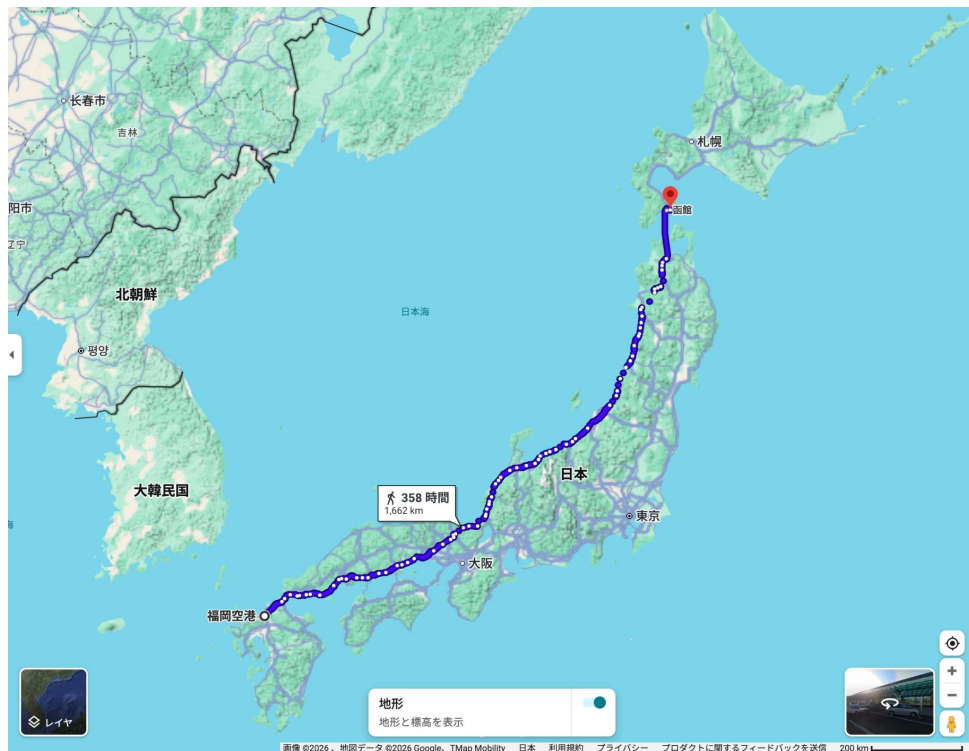 长春市
吉林
札幌
阳市
函館
辽宁
北朝鮮
日本海
평양
日本
大韓民国
358 時間
1,662 km
東京
大阪
福岡空港
地形
地形と標高を表示
レイヤ
画像 ©2026 、地図データ ©2026 Google、TMap Mobility 日本 利用規約 プライバシー プロダクトに関するフィードバックを送信 200 km